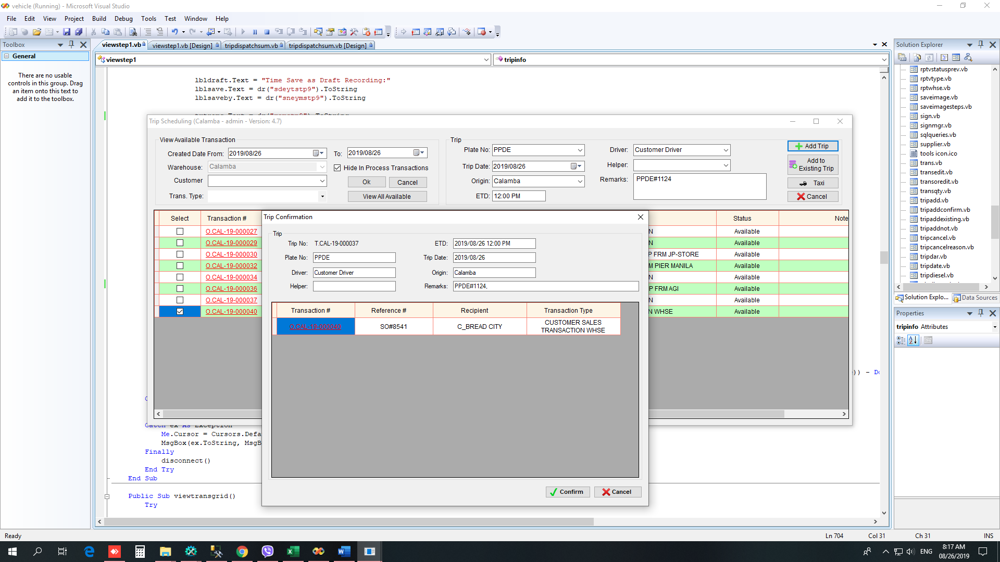 vehicle (Running) - Microsoft Visual Studio
File Edit View Project Build Debug Tools Test Window Help
Toolbox
General
There are no usable
controls in this group. Drag
an item onto this text to
add it to the toolbox.
viewstep1.vb viewstep1.vb [Design] tripdispatchsum.vb tripdispatchsum.vb [Design]
viewstep1 tripinfo
lbldraft.Text = "Time Save as Draft Recording:"
lblsave.Text = dr("sdeytstp9").ToString
lblsaveby.Text = dr("sneymstp9").ToString
Trip Scheduling (Calamba - admin - Version: 4.7)
View Available Transaction
Created Date From: 2019/08/26 To: 2019/08/26
Warehouse: Calamba Hide In Process Transactions
Customer Ok Cancel
Trans. Type: View All Available
Trip
Plate No: PPDE Driver: Customer Driver
Trip Date: 2019/08/26 Helper:
Origin: Calamba Remarks: PPDE#1124
ETD: 12:00 PM
Add Trip
Add to
Existing Trip
Taxi
Cancel
Select Transaction # Status Note
O.CAL-19-000027 N Available
O.CAL-19-000029 N Available
O.CAL-19-000030 P FRM JP-STORE Available
O.CAL-19-000032 M PIER MANILA Available
O.CAL-19-000034 N Available
O.CAL-19-000036 P FRM AGI Available
O.CAL-19-000037 N Available
O.CAL-19-000040 N WHSE Available
Trip Confirmation
Trip
Trip No: T.CAL-19-000037 ETD: 2019/08/26 12:00 PM
Plate No: PPDE Trip Date: 2019/08/26
Driver: Customer Driver Origin: Calamba
Helper: Remarks: PPDE#1124,
Transaction # Reference # Recipient Transaction Type
O.CAL-19-000040 SO#8541 C_BREAD CITY CUSTOMER SALES
TRANSACTION WHSE
Confirm Cancel
)) - Do
Catch ex As Exception
Me.Cursor = Cursors.Defa
MsgBox(ex.ToString, MsgB
Finally
disconnect()
End Try
End Sub
Public Sub viewtransgrid()
Try
Solution Explorer
rptvstatusprev.vb
rptvtype.vb
rptwhse.vb
saveimage.vb
saveimagesteps.vb
sign.vb
signmgr.vb
sqlqueries.vb
supplier.vb
tools icon.ico
trans.vb
transedit.vb
transoredit.vb
transqty.vb
tripadd.vb
tripaddconfirm.vb
tripaddexisting.vb
tripaddnot.vb
tripcancel.vb
tripcancelreason.vb
tripdar.vb
tripdate.vb
tripdiesel.vb
Solution Explo... Data Sources
Properties
tripinfo Attributes
Ready Ln 704 Col 31 Ch 31 INS
ENG
8:17 AM
08/26/2019